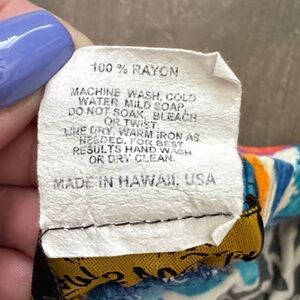 100 % RAYON
MACHINE WASH, COLD
WATER, MILD SOAP.
DO NOT SOAK, BLEACH
OR TWIST.
LINE DRY, WARM IRON AS
NEEDED. FOR BEST
RESULTS HAND WASH
OR DRY CLEAN.
MADE IN HAWAII, USA